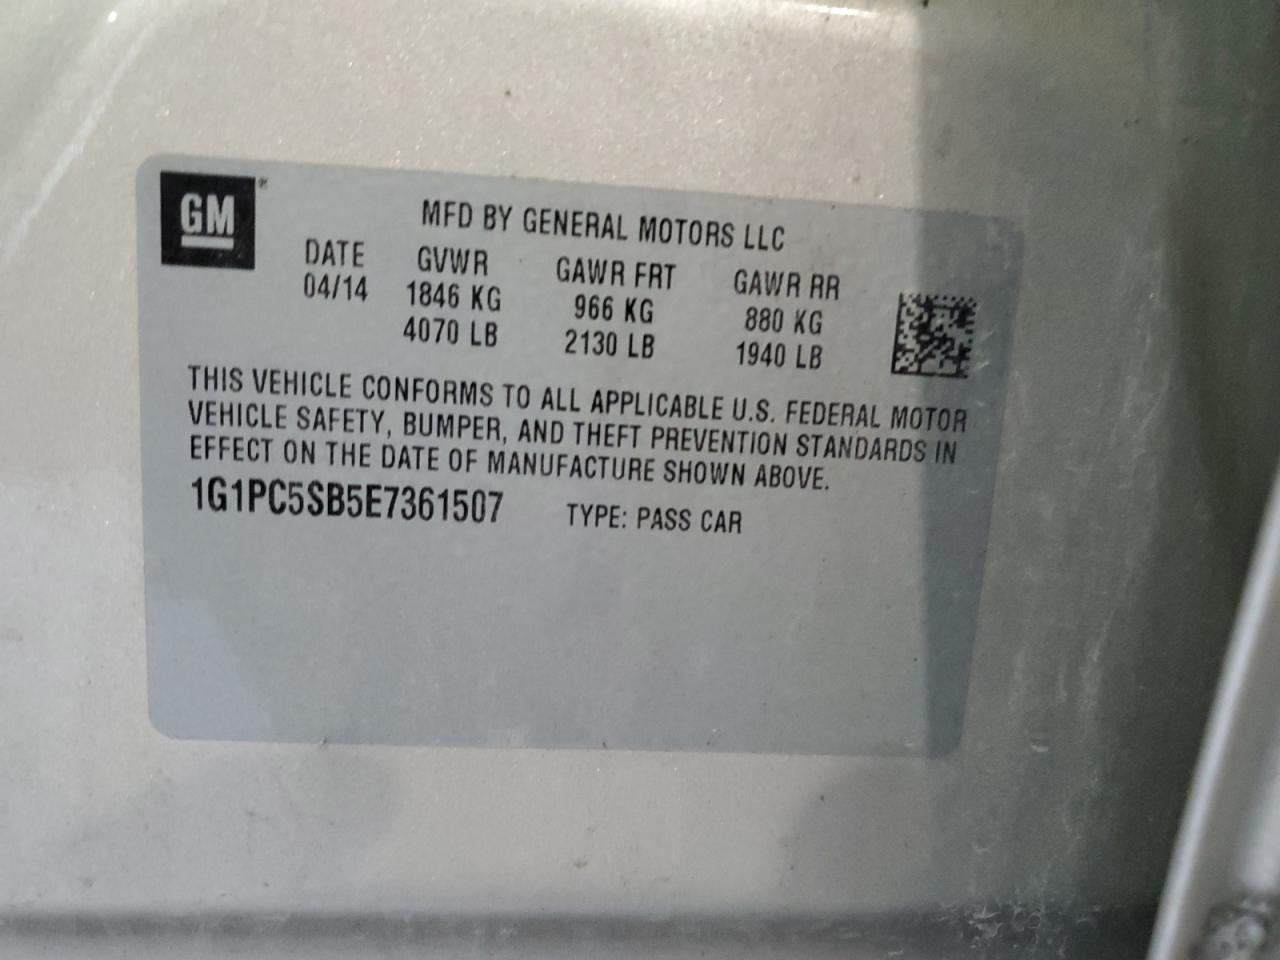 GM
MFD BY GENERAL MOTORS LLC
DATE GVWR GAWR FRT GAWR RR
04/14 1846 KG 966 KG 880 KG
4070 LB 2130 LB 1940 LB
THIS VEHICLE CONFORMS TO ALL APPLICABLE U.S. FEDERAL MOTOR
VEHICLE SAFETY, BUMPER, AND THEFT PREVENTION STANDARDS IN
EFFECT ON THE DATE OF MANUFACTURE SHOWN ABOVE.
1G1PC5SB5E7361507 TYPE: PASS CAR